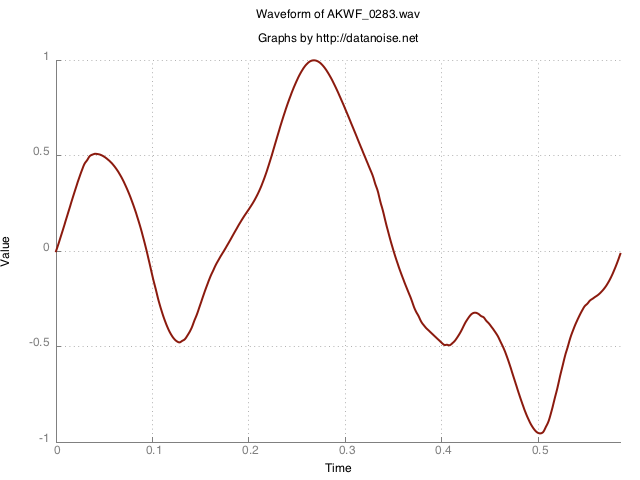 Waveform of AKWF_0283.wav
Graphs by http://datanoise.net
1
0.5
0
-0.5
-1
Value
0 0.1 0.2 0.3 0.4 0.5
Time